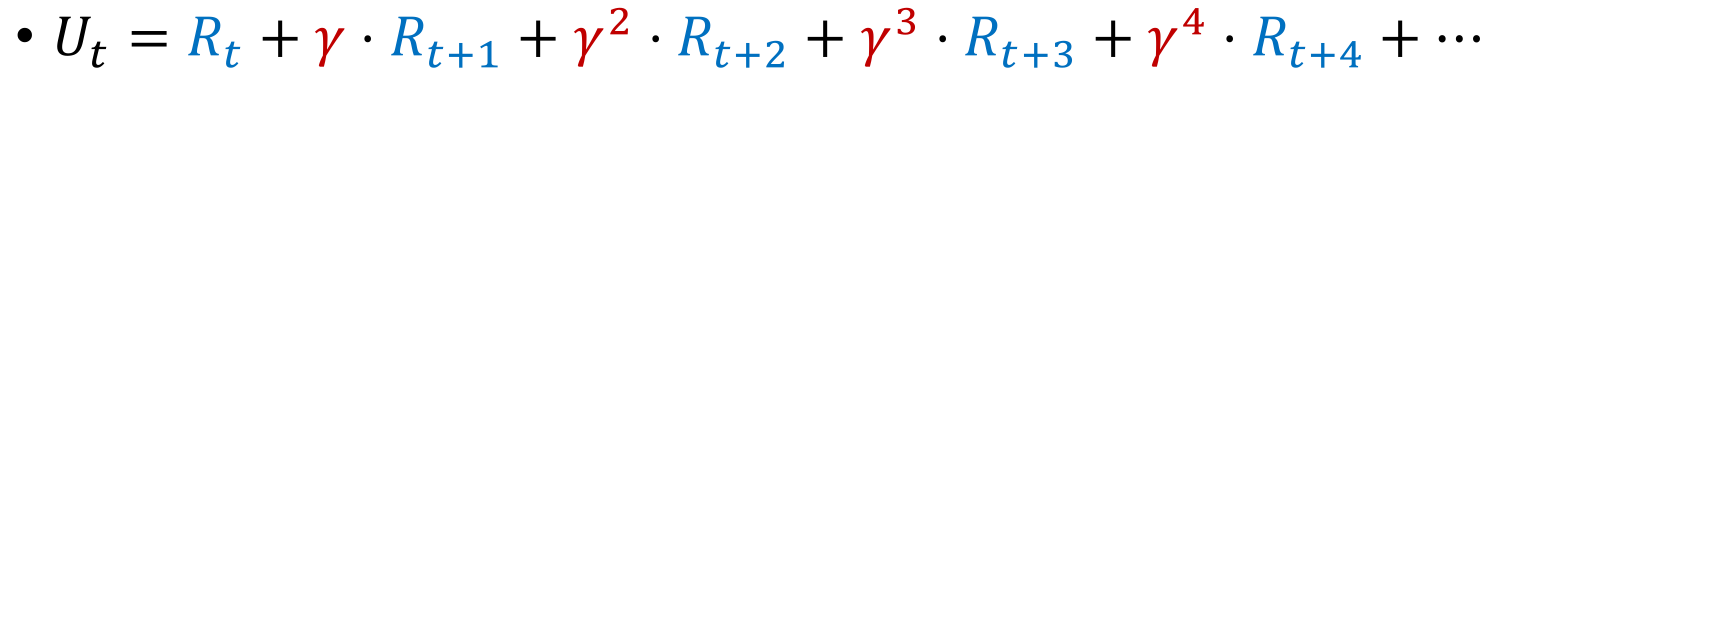 • U_t = R_t + γ · R_{t+1} + γ^2 · R_{t+2} + γ^3 · R_{t+3} + γ^4 · R_{t+4} + ⋯